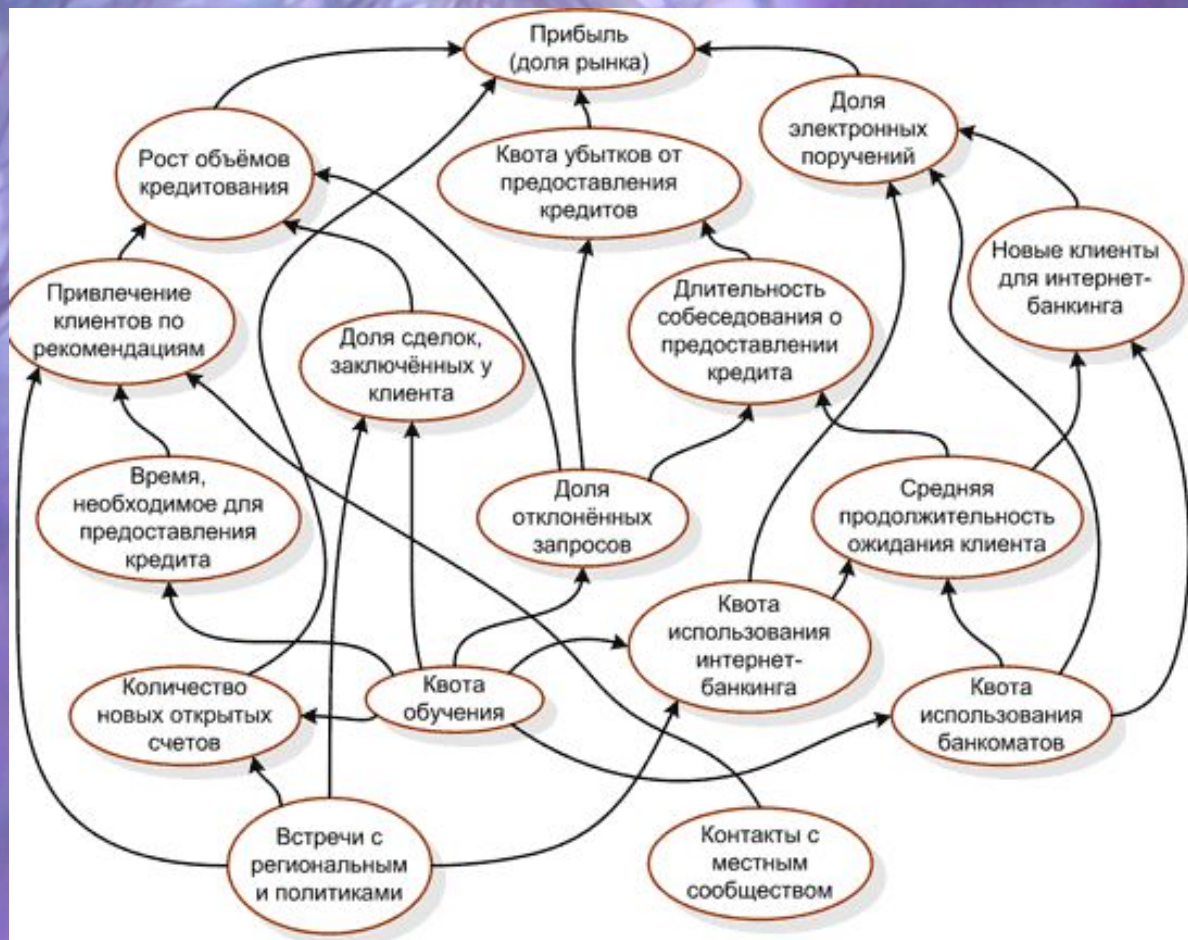 Прибыль
(доля рынка)
Доля
электронных
поручений
Рост объёмов
кредитования
Квота убытков от
предоставления
кредитов
Новые клиенты
для интернет-
банкинга
Привлечение
клиентов по
рекомендациям
Доля сделок,
заключённых у
клиента
Длительность
собеседования о
предоставлении
кредита
Время,
необходимое для
предоставления
кредита
Доля
отклонённых
запросов
Средняя
продолжительность
ожидания клиента
Количество
новых открытых
счетов
Квота
обучения
Квота
использования
интернет-
банкинга
Квота
использования
банкоматов
Встречи с
региональным
и политиками
Контакты с
местным
сообществом